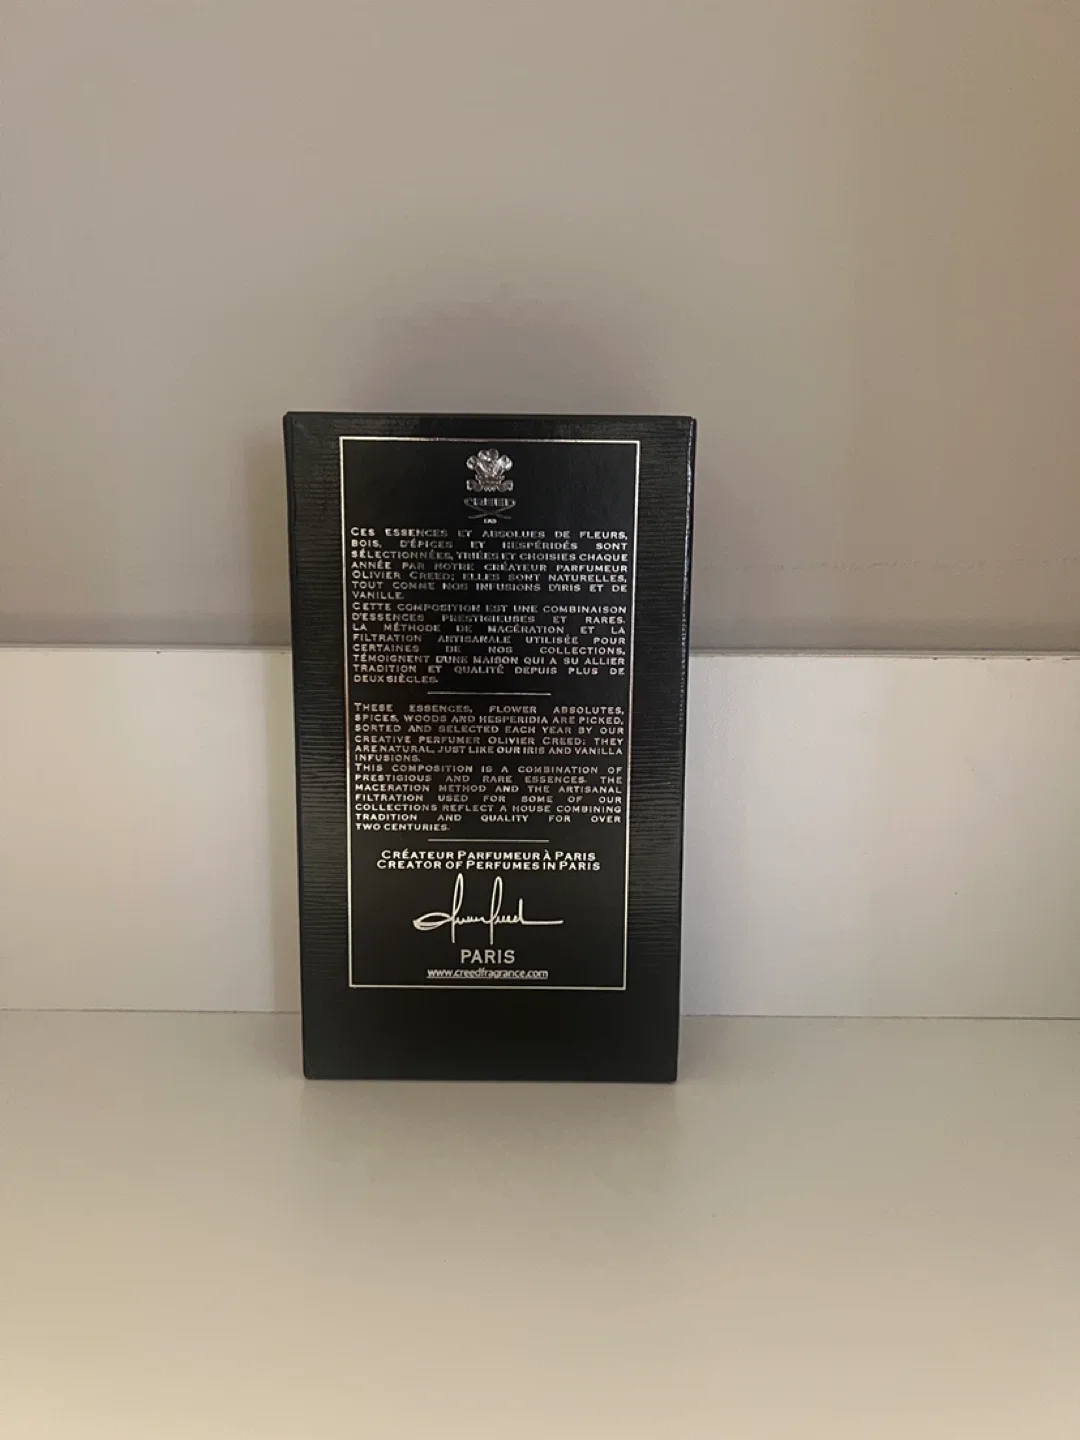 CREED
CES ESSENCES ET ABSOLUES DE FLEURS,
BOIS, D'ÉPICES ET HESPÉRIDÉS SONT
SÉLECTIONNÉES, TRIÉES ET CHOISIES CHAQUE
ANNÉE PAR NOTRE CRÉATEUR PARFUMEUR
OLIVIER CREED; ELLES SONT NATURELLES,
TOUT COMME NOS INFUSIONS D'IRIS ET DE
VANILLE.
CETTE COMPOSITION EST UNE COMBINAISON
D'ESSENCES PRESTIGIEUSES ET RARES.
LA MÉTHODE DE MACÉRATION ET LA
FILTRATION ARTISANALE UTILISÉE POUR
CERTAINES DE NOS COLLECTIONS,
TÉMOIGNENT D'UNE MAISON QUI A SU ALLIER
TRADITION ET QUALITÉ DEPUIS PLUS DE
DEUX SIÈCLES.
THESE ESSENCES, FLOWER ABSOLUTES,
SPICES, WOODS AND HESPERIDIA ARE PICKED,
SORTED AND SELECTED EACH YEAR BY OUR
CREATIVE PERFUMER OLIVIER CREED; THEY
ARE NATURAL, JUST LIKE OUR IRIS AND VANILLA
INFUSIONS.
THIS COMPOSITION IS A COMBINATION OF
PRESTIGIOUS AND RARE ESSENCES. THE
MACERATION METHOD AND THE ARTISANAL
FILTRATION USED FOR SOME OF OUR
COLLECTIONS REFLECT A HOUSE COMBINING
TRADITION AND QUALITY FOR OVER
TWO CENTURIES.
CRÉATEUR PARFUMEUR À PARIS
CREATOR OF PERFUMES IN PARIS
PARIS
www.creedfragrance.com